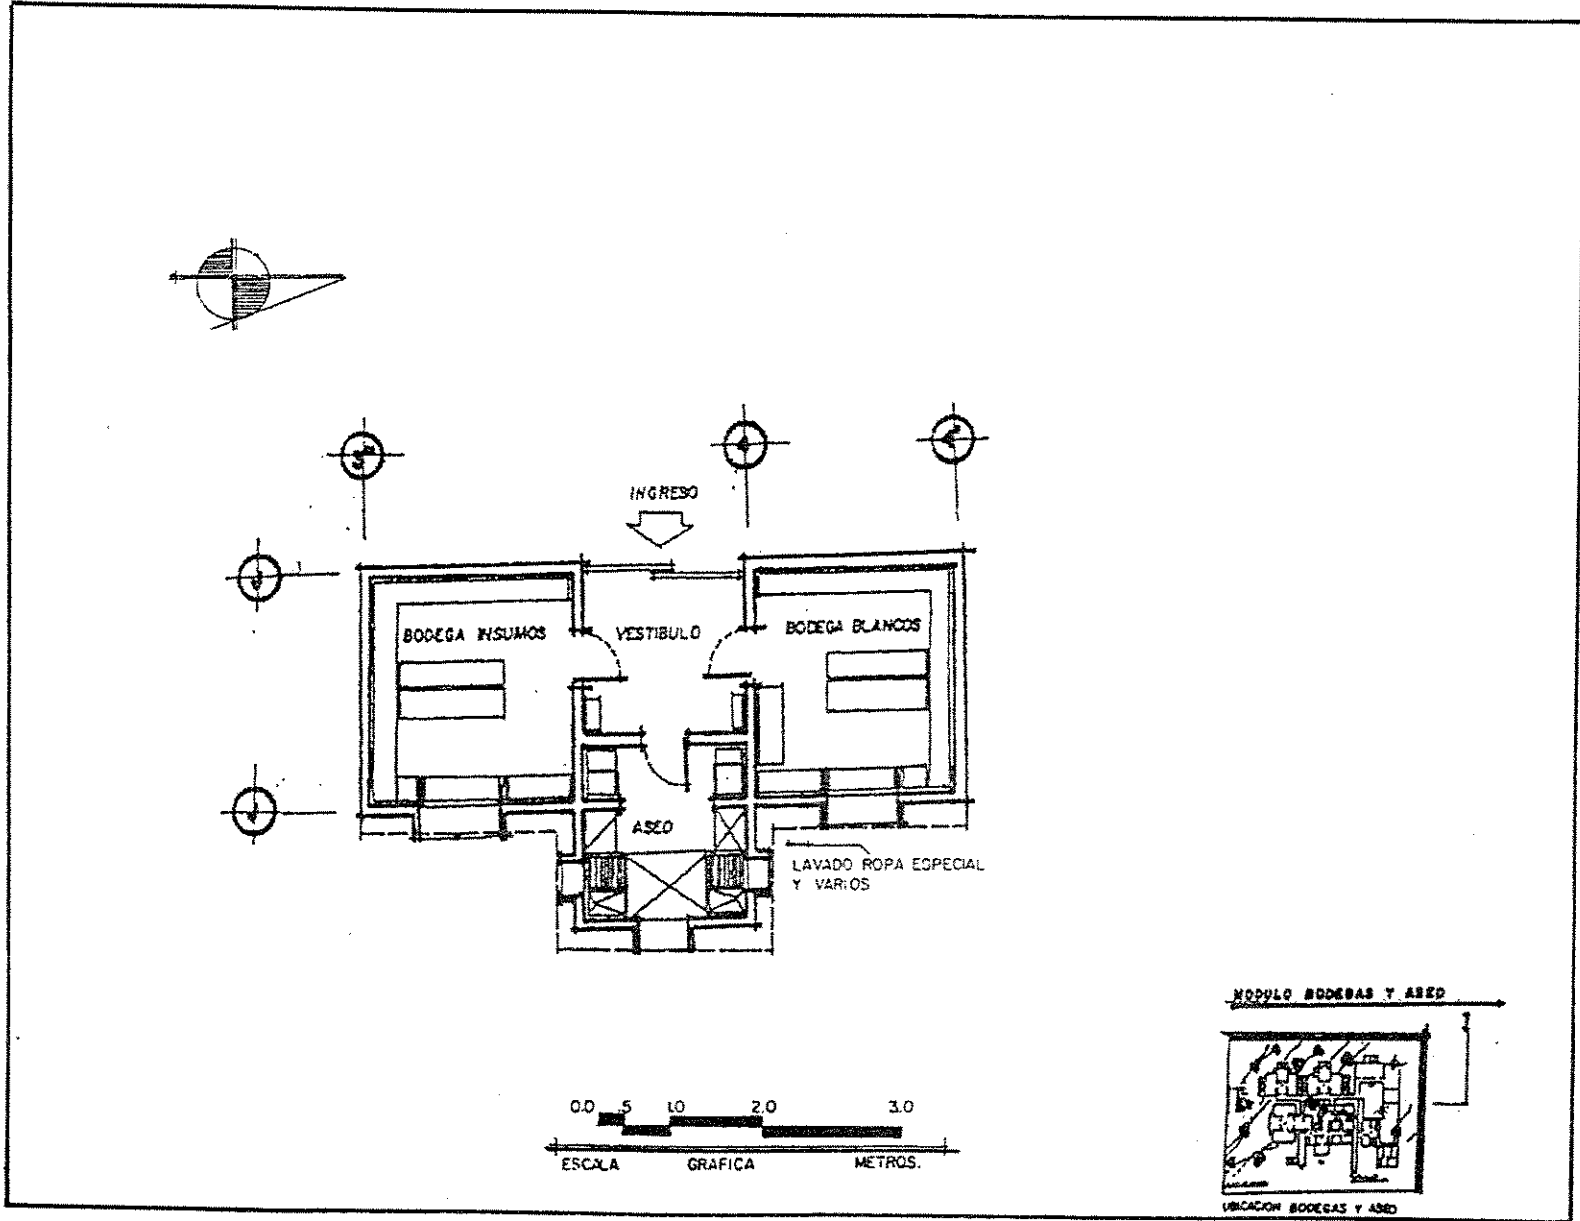 INGRESO
BODEGA INSUMOS
VESTIBULO
BODEGA BLANCOS
ASEO
LAVADO ROPA ESPECIAL
Y VARIOS
MODULO BODEGAS Y ASEO
0.0 .5 1.0 2.0 3.0
ESCALA GRAFICA METROS.
UBICACION BODEGAS Y ASEO